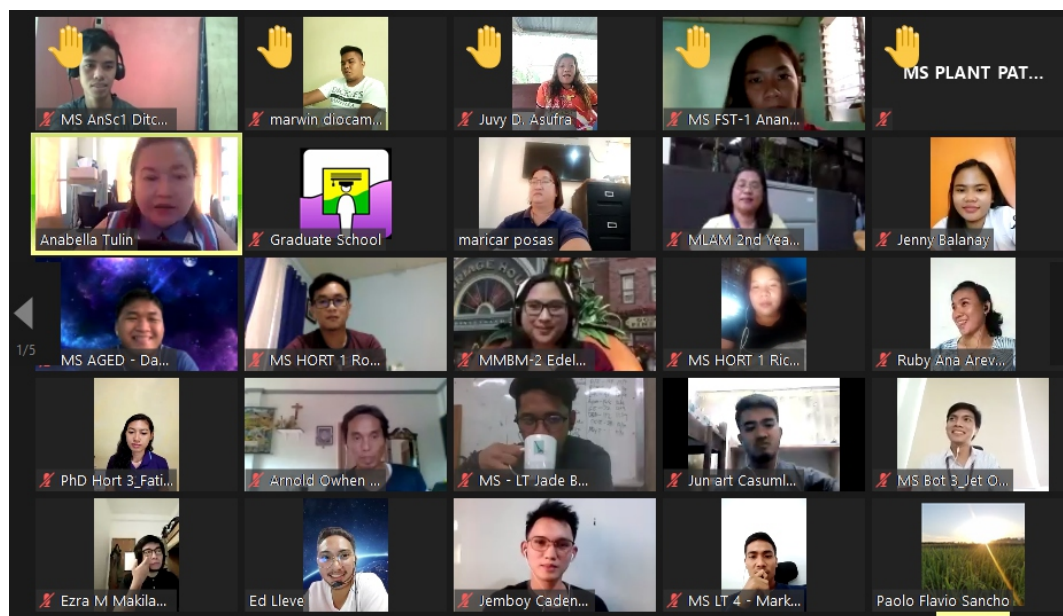 MS AnSc1 Ditc...
marwin diocam...
Juvy D. Asufra
MS FST-1 Anan...
MS PLANT PAT...
Anabella Tulin
Graduate School
maricar posas
MLAM 2nd Yea...
Jenny Balanay
1/5
MS AGED - Da...
MS HORT 1 Ro...
MMBM-2 Edel...
MS HORT 1 Ric...
Ruby Ana Arev...
PhD Hort 3_Fati...
Arnold Owhen ...
MS - LT Jade B...
Jun art Casuml...
MS Bot 3_Jet O...
Ezra M Makila...
Ed Lleve
Jemboy Caden...
MS LT 4 - Mark...
Paolo Flavio Sancho